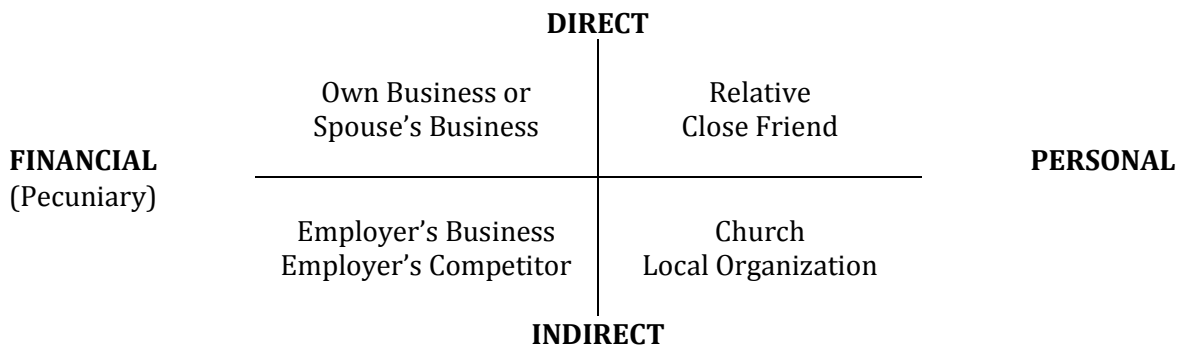 DIRECT
Own Business or
Spouse's Business
Relative
Close Friend
FINANCIAL
(Pecuniary)
PERSONAL
Employer's Business
Employer's Competitor
Church
Local Organization
INDIRECT